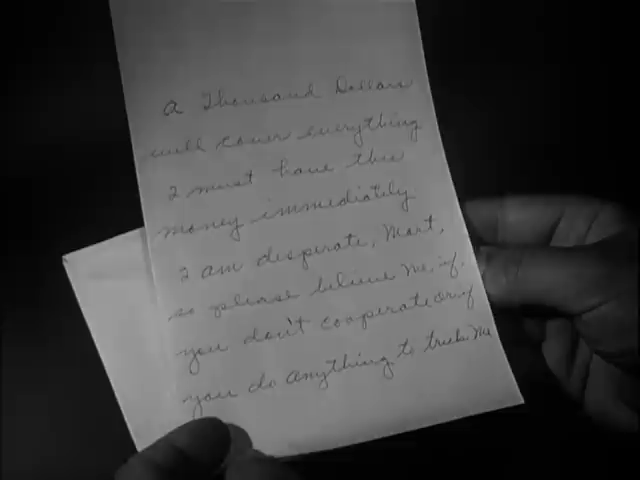 A Thousand Dollars
will cover everything
I must have this
money immediately
I am desperate, Mart,
so please believe me, if
you don't cooperate or if
you do anything to trick me